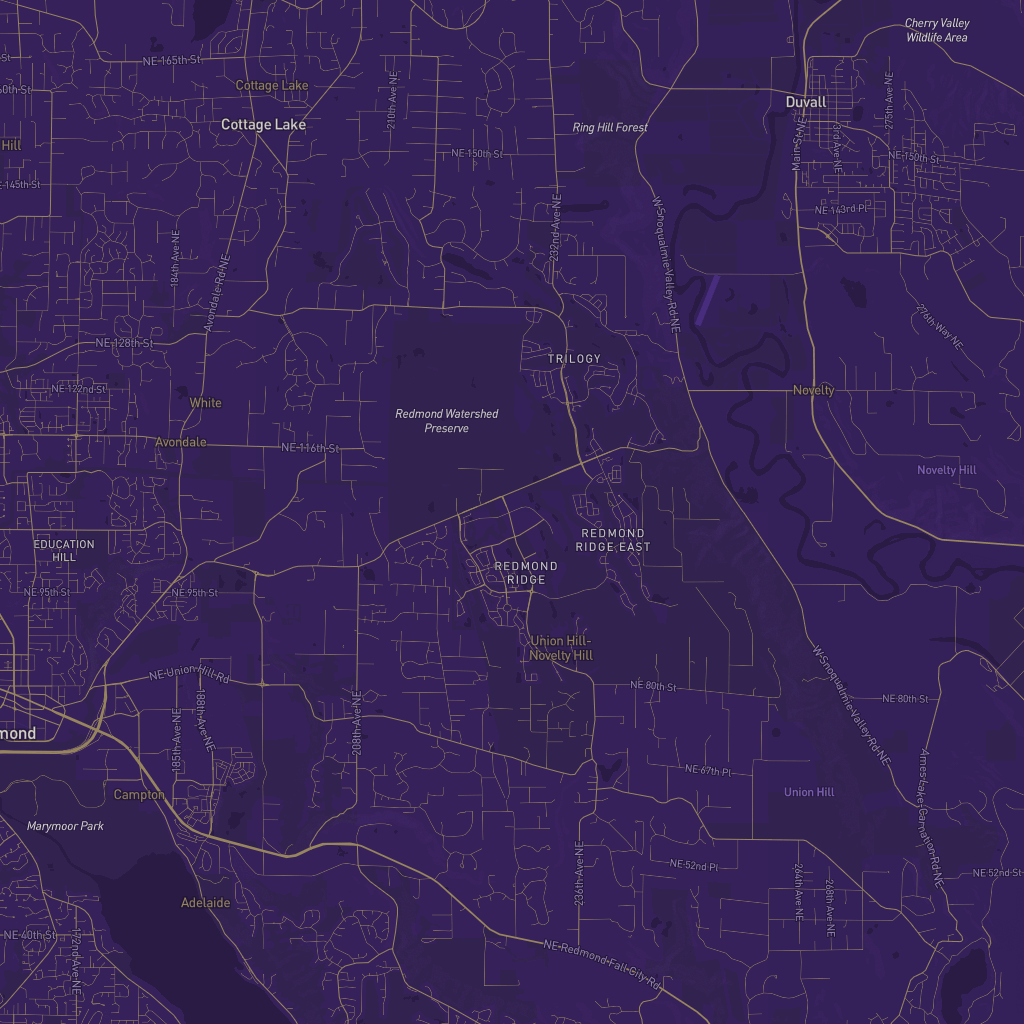 Cherry Valley
Wildlife Area
St
NE 165th St
Cottage Lake
210th Ave NE
275th Ave NE
Duvall
Cottage Lake
Ring Hill Forest
Main St NE
3rd Ave NE
Hill
NE 150th St
NE 150th St
145th St
W Snoqualmie Valley Rd NE
NE 143rd Pl
232nd Ave NE
184th Ave NE
Avondale Rd NE
276th Way NE
NE 128th St
TRILOGY
NE 122nd St
Novelty
White
Redmond Watershed
Preserve
Avondale
NE 116th St
Novelty Hill
EDUCATION
HILL
REDMOND
RIDGE EAST
REDMOND
RIDGE
NE 95th St
NE 95th St
Union Hill-
Novelty Hill
W Snoqualmie Valley Rd NE
NE Union Hill Rd
NE 80th St
NE 80th St
188th Ave NE
185th Ave NE
208th Ave NE
mond
NE 67th Pl
Ames Lake-Carnation Rd NE
Campton
Union Hill
Marymoor Park
NE 52nd Pl
NE 52nd St
236th Ave NE
264th Ave NE
268th Ave NE
Adelaide
NE 40th St
172nd Ave NE
NE Redmond Fall City Rd